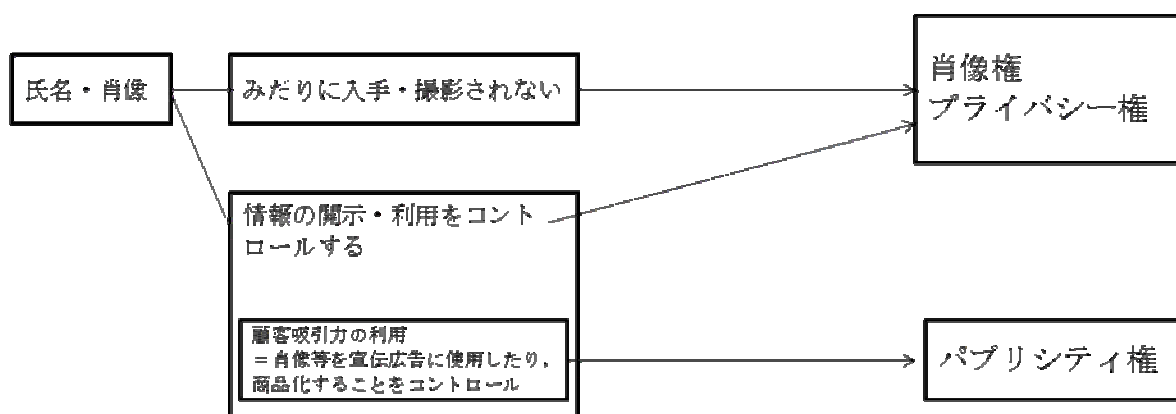 氏名・肖像
みだりに入手・撮影されない
肖像権
プライバシー権
情報の開示・利用をコント
ロールする
顧客吸引力の利用
＝肖像等を宣伝広告に使用したり，
商品化することをコントロール
パブリシティ権